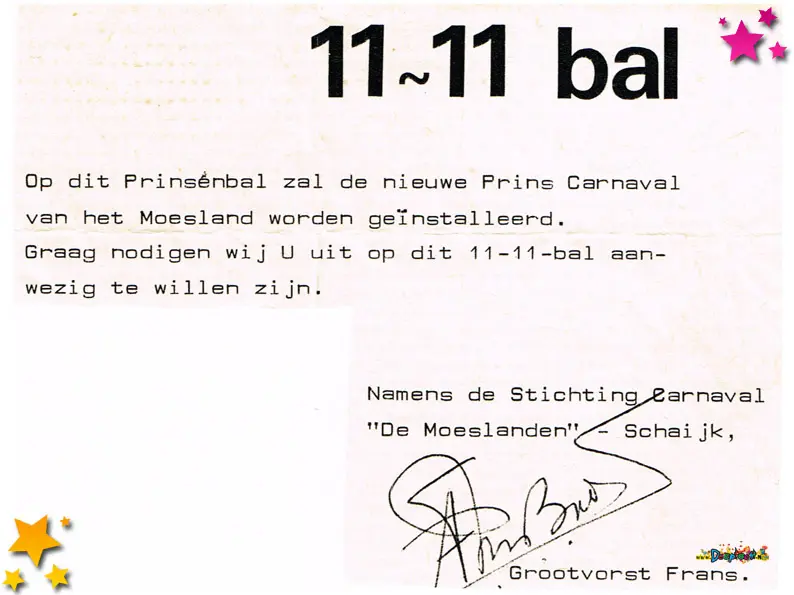 11~11 bal
Op dit Prinsénbal zal de nieuwe Prins Carnaval
van het Moesland worden geïnstalleerd.
Graag nodigen wij U uit op dit 11-11-bal aan-
wezig te willen zijn.
Namens de Stichting Carnaval
"De Moeslanden" - Schaijk,
Grootvorst Frans.